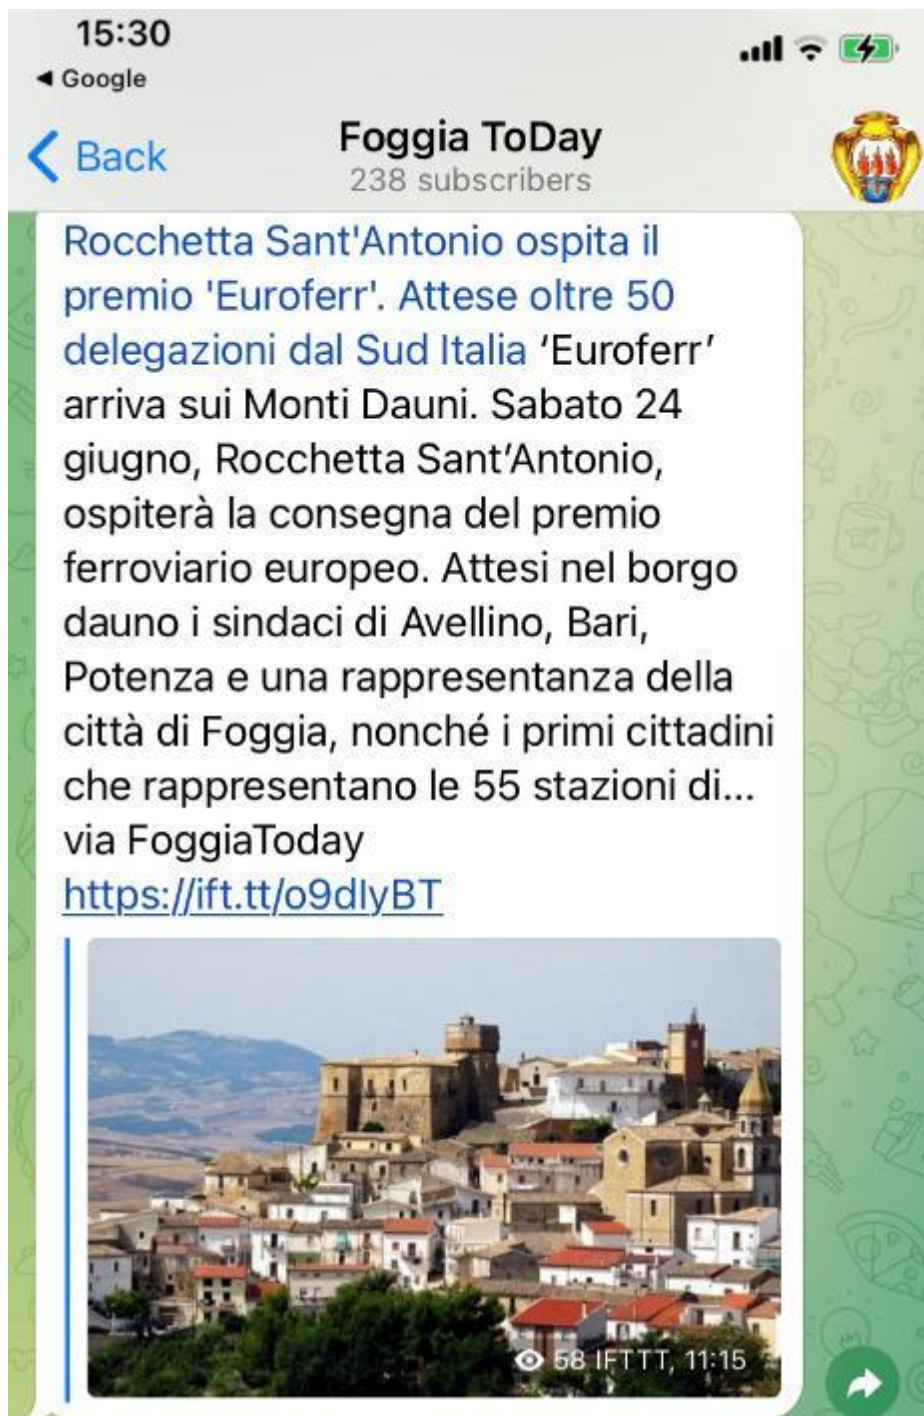 15:30
Google
Back
Foggia ToDay
238 subscribers
Rocchetta Sant'Antonio ospita il
premio 'Euroferr'. Attese oltre 50
delegazioni dal Sud Italia ‘Euroferr’
arriva sui Monti Dauni. Sabato 24
giugno, Rocchetta Sant’Antonio,
ospiterà la consegna del premio
ferroviario europeo. Attesi nel borgo
dauno i sindaci di Avellino, Bari,
Potenza e una rappresentanza della
città di Foggia, nonché i primi cittadini
che rappresentano le 55 stazioni di...
via FoggiaToday
https://ift.tt/o9dIyBT
58 IFTTT, 11:15